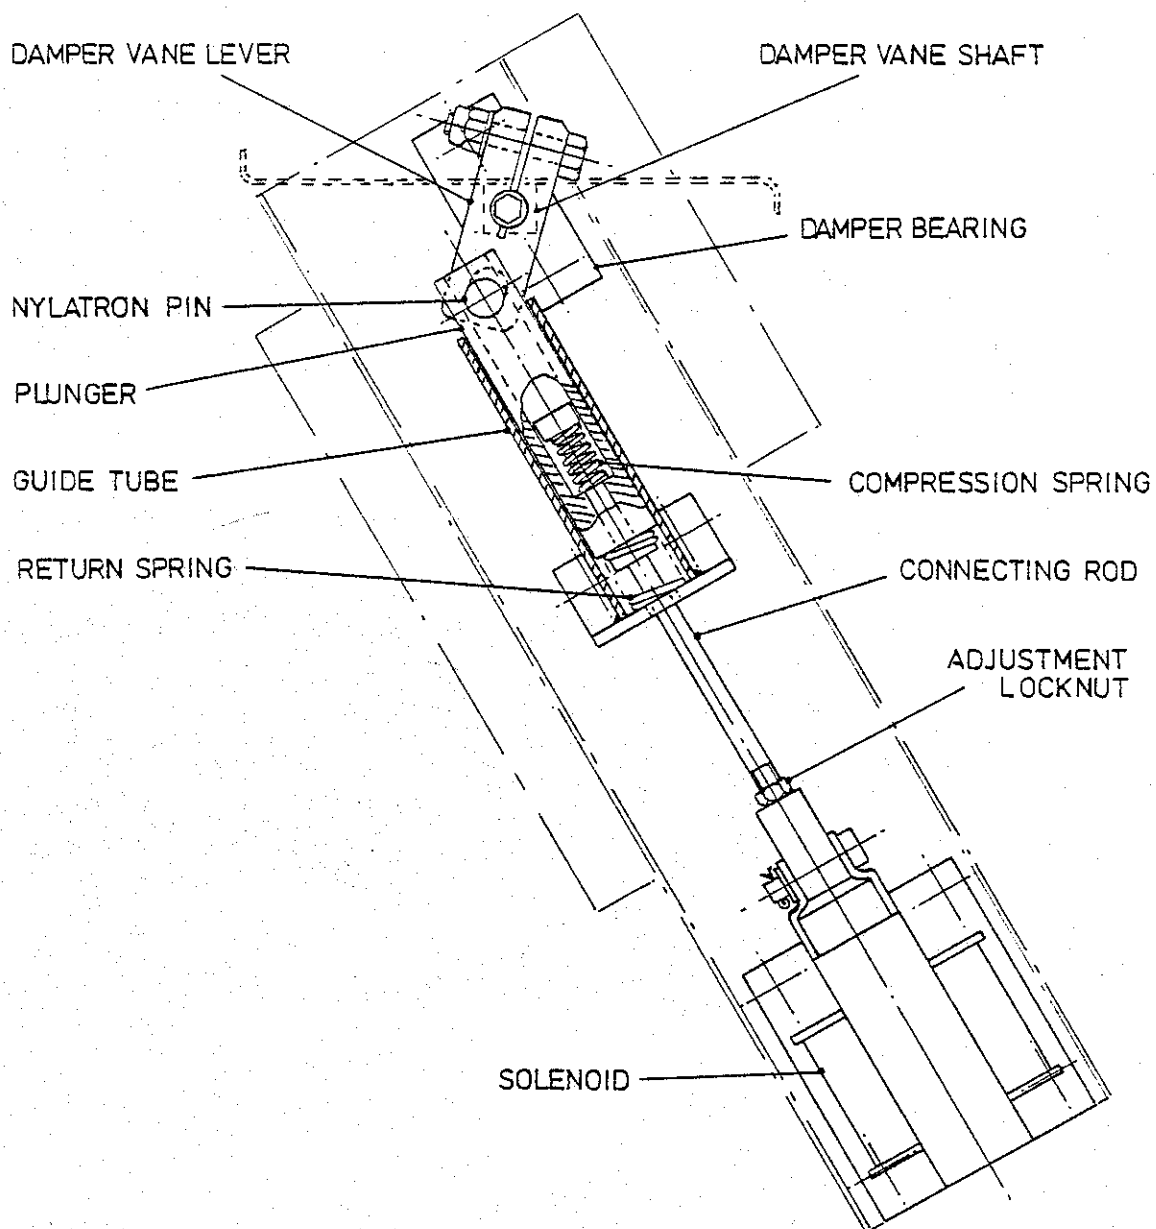 DAMPER VANE LEVER
DAMPER VANE SHAFT
DAMPER BEARING
NYLATRON PIN
PLUNGER
GUIDE TUBE
COMPRESSION SPRING
RETURN SPRING
CONNECTING ROD
ADJUSTMENT
LOCKNUT
SOLENOID